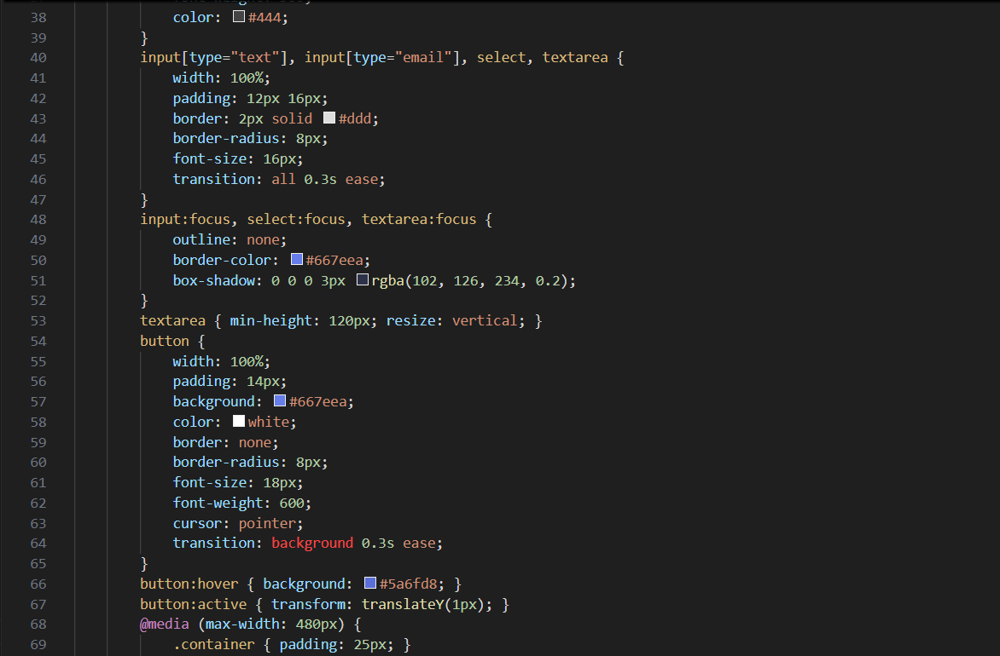 38 color: #444;
39 }
40 input[type="text"], input[type="email"], select, textarea {
41 width: 100%;
42 padding: 12px 16px;
43 border: 2px solid #ddd;
44 border-radius: 8px;
45 font-size: 16px;
46 transition: all 0.3s ease;
47 }
48 input:focus, select:focus, textarea:focus {
49 outline: none;
50 border-color: #667eea;
51 box-shadow: 0 0 0 3px rgba(102, 126, 234, 0.2);
52 }
53 textarea { min-height: 120px; resize: vertical; }
54 button {
55 width: 100%;
56 padding: 14px;
57 background: #667eea;
58 color: white;
59 border: none;
60 border-radius: 8px;
61 font-size: 18px;
62 font-weight: 600;
63 cursor: pointer;
64 transition: background 0.3s ease;
65 }
66 button:hover { background: #5a6fd8; }
67 button:active { transform: translateY(1px); }
68 @media (max-width: 480px) {
69 .container { padding: 25px; }